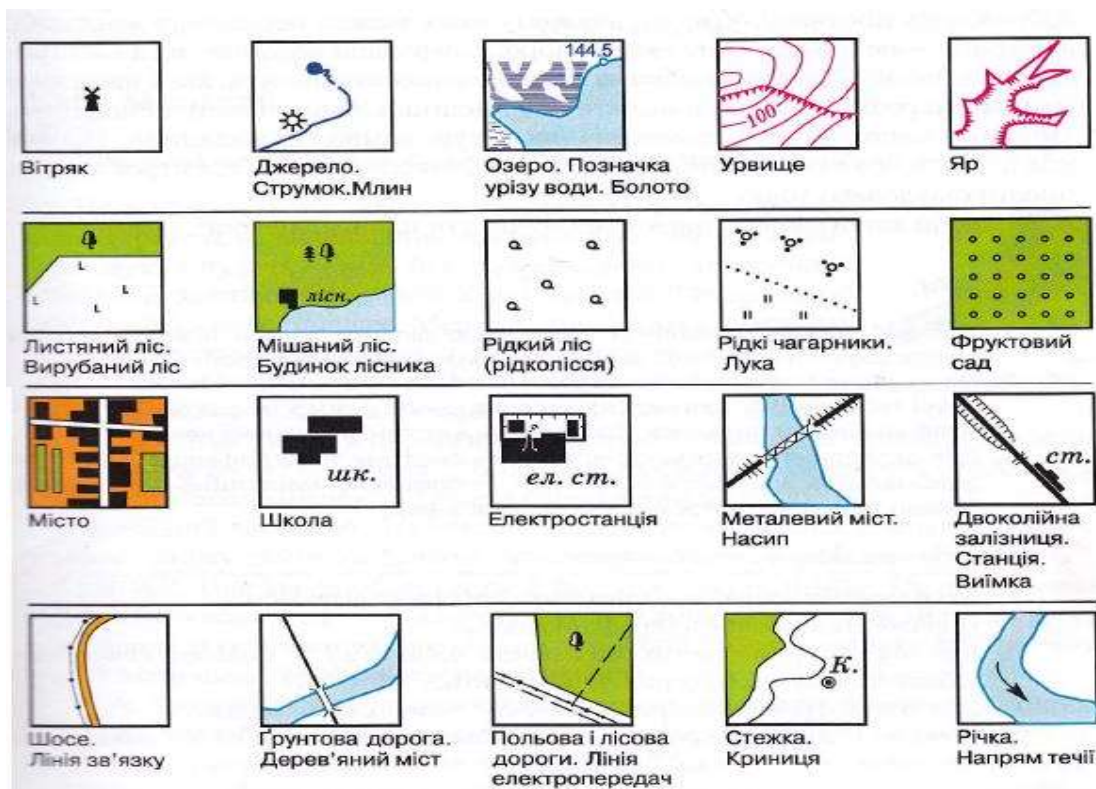 144.5
100
Вітряк
Джерело.
Струмок.Млин
Озеро. Позначка
урізу води. Болото
Урвище
Яр
лісн.
Листяний ліс.
Вирубаний ліс
Мішаний ліс.
Будинок лісника
Рідкий ліс
(рідколісся)
Рідкі чагарники.
Лука
Фруктовий
сад
шк.
ел. ст.
ст.
Місто
Школа
Електростанція
Металевий міст.
Насип
Двоколійна
залізниця.
Станція.
Виїмка
К.
Шосе.
Лінія зв’язку
Ґрунтова дорога.
Дерев’яний міст
Польова і лісова
дороги. Лінія
електропередач
Стежка.
Криниця
Річка.
Напрям течії